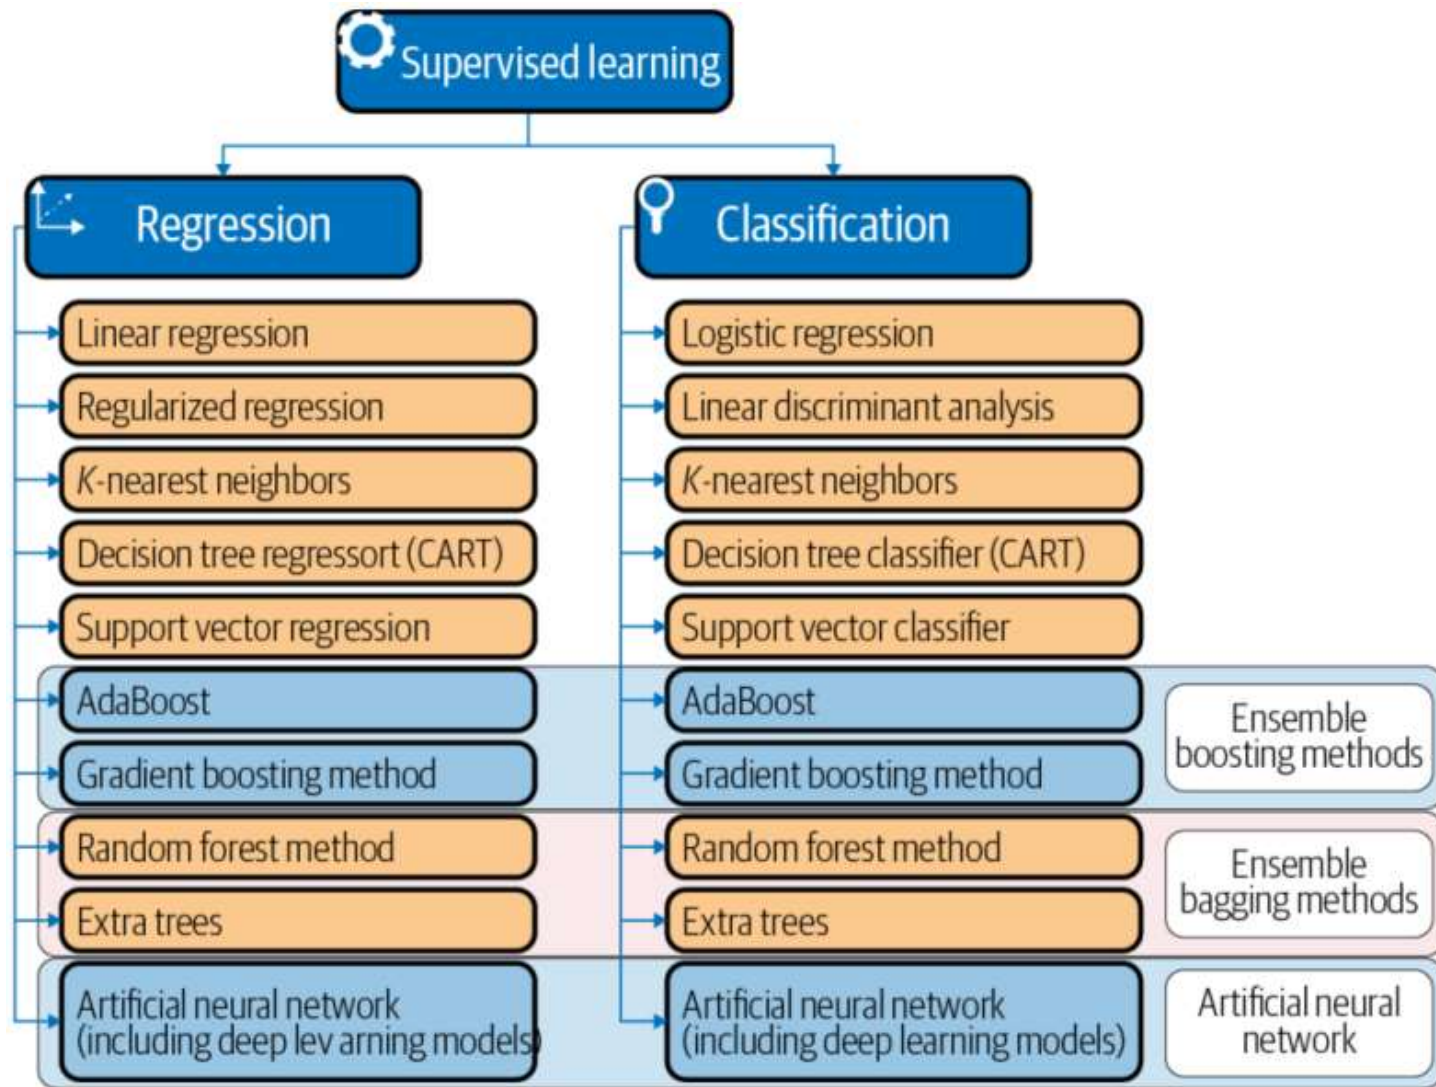 Supervised learning
Regression
Linear regression
Regularized regression
K-nearest neighbors
Decision tree regressort (CART)
Support vector regression
AdaBoost
Gradient boosting method
Random forest method
Extra trees
Artificial neural network
(including deep lev arning models)
Classification
Logistic regression
Linear discriminant analysis
K-nearest neighbors
Decision tree classifier (CART)
Support vector classifier
AdaBoost
Gradient boosting method
Random forest method
Extra trees
Artificial neural network
(including deep learning models)
Ensemble
boosting methods
Ensemble
bagging methods
Artificial neural
network